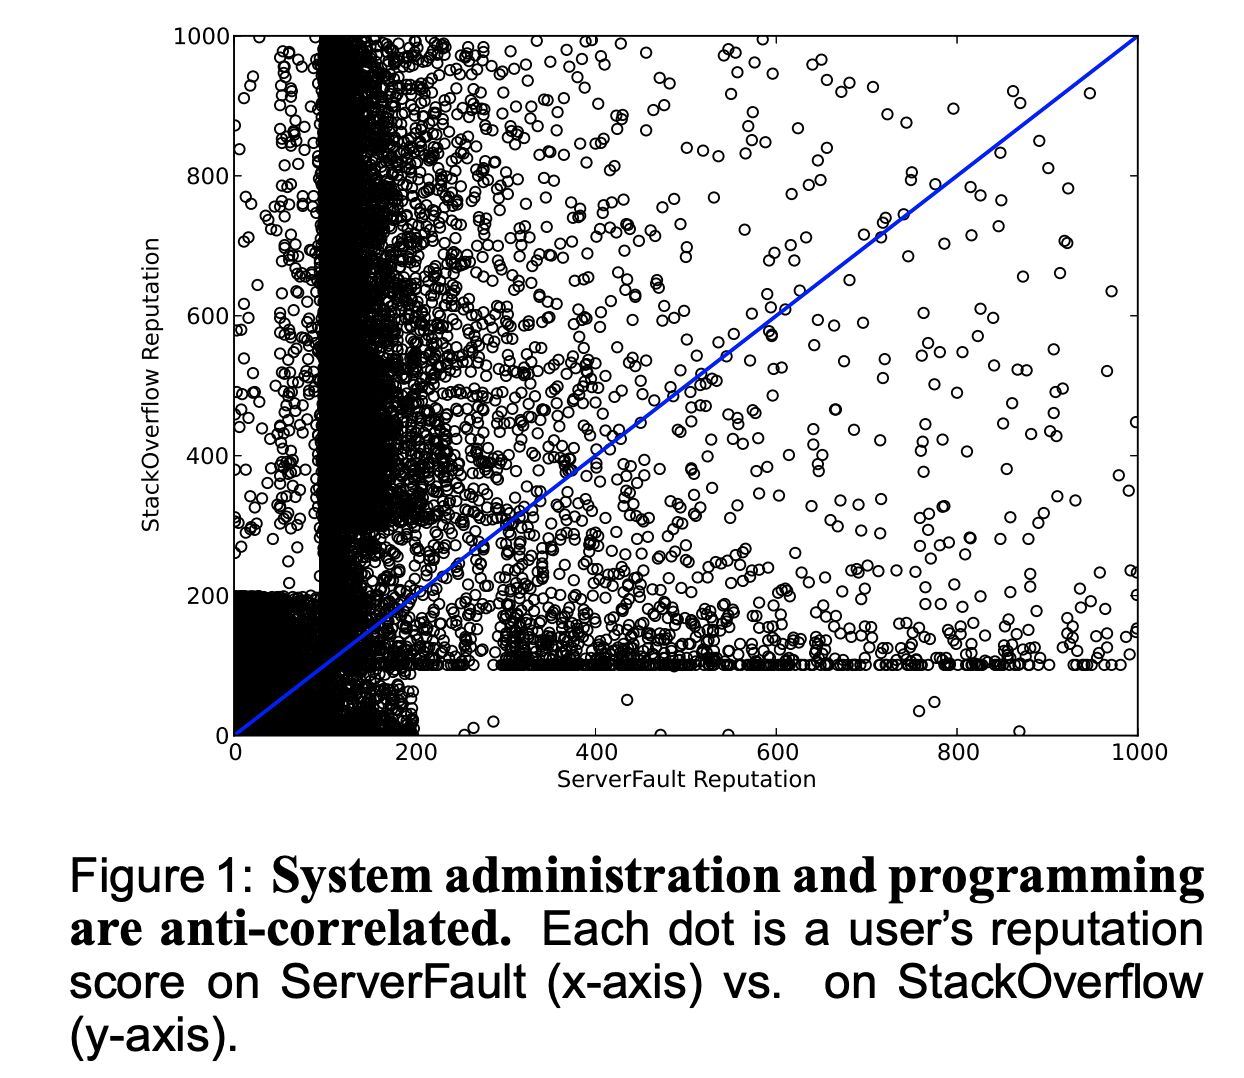 1000
800
600
400
200
0
StackOverflow Reputation
0 200 400 600 800 1000
ServerFault Reputation
Figure 1: System administration and programming
are anti-correlated. Each dot is a user’s reputation
score on ServerFault (x-axis) vs. on StackOverflow
(y-axis).